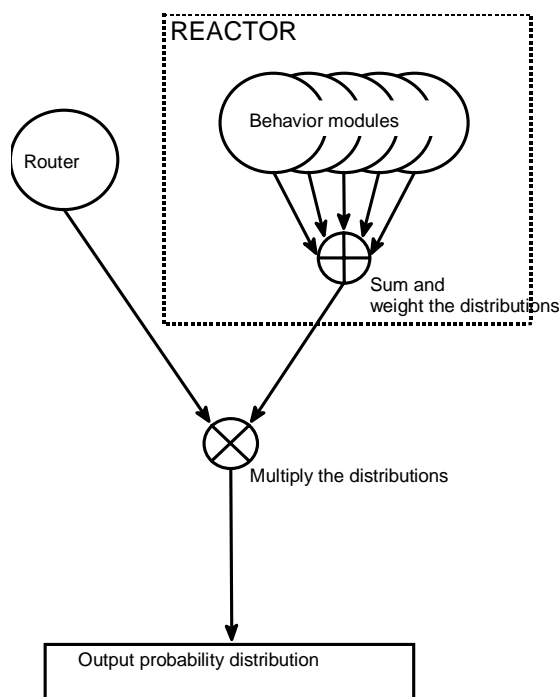 REACTOR
Behavior modules
Router
Sum and
weight the distributions
Multiply the distributions
Output probability distribution